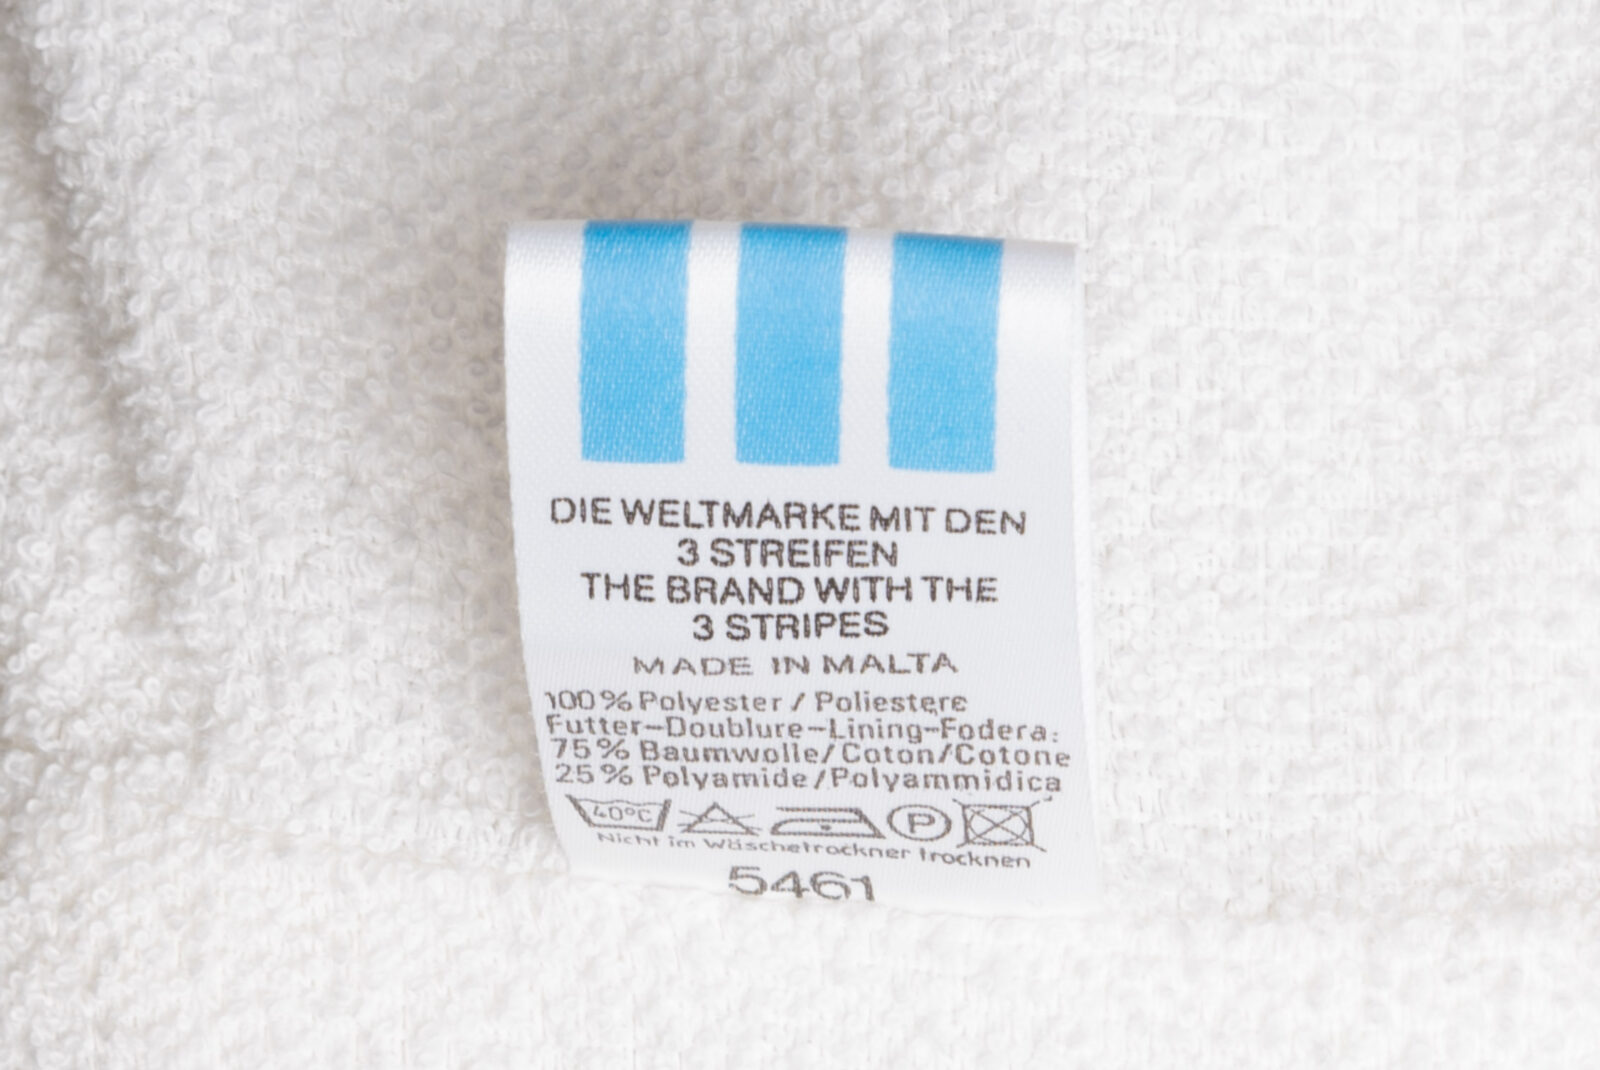 DIE WELTMARKE MIT DEN
3 STREIFEN
THE BRAND WITH THE
3 STRIPES
MADE IN MALTA
100% Polyester / Poliestere
Futter-Doublure-Lining-Fodera:
75% Baumwolle/Coton/Cotone
25% Polyamide/Polyammidica
40°C P
Nicht im Wäschetrockner trocknen
5461